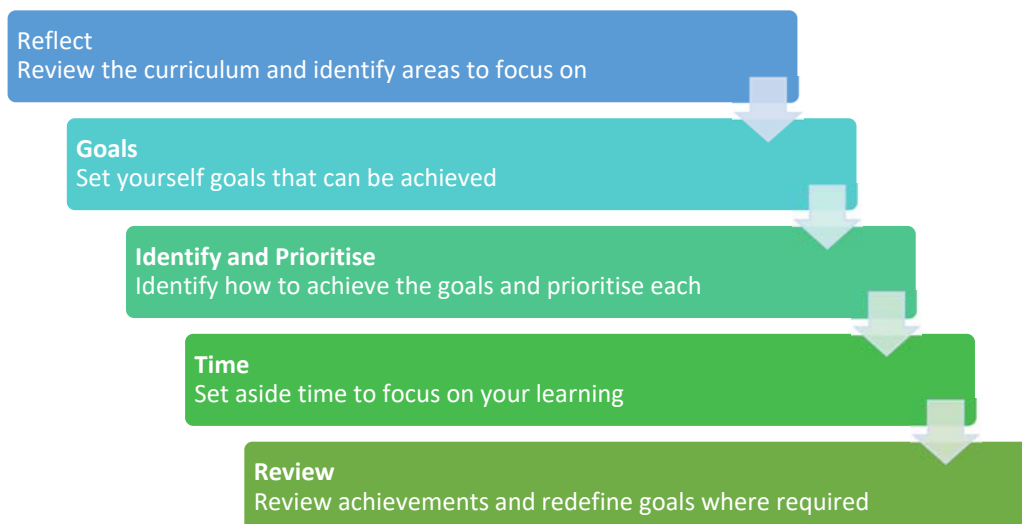 Reflect
Review the curriculum and identify areas to focus on
Goals
Set yourself goals that can be achieved
Identify and Prioritise
Identify how to achieve the goals and prioritise each
Time
Set aside time to focus on your learning
Review
Review achievements and redefine goals where required